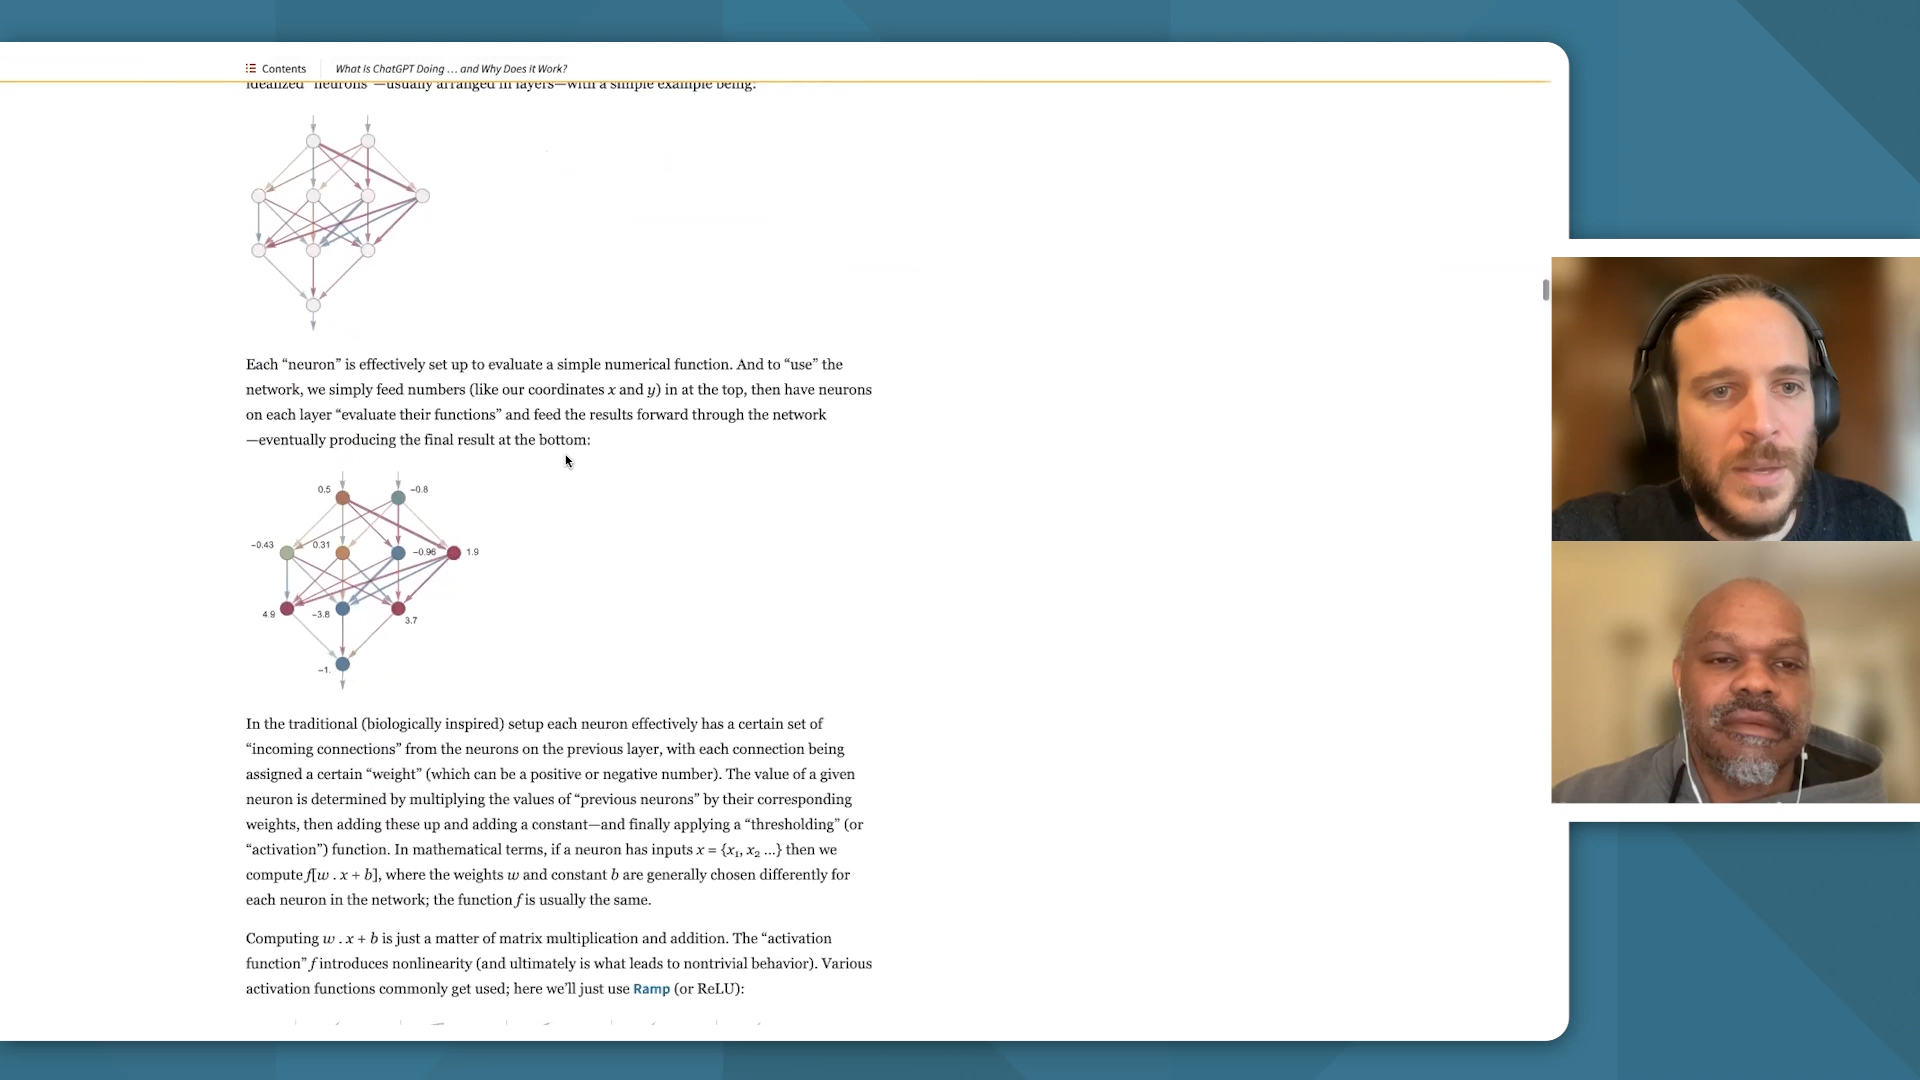 Contents
What Is ChatGPT Doing … and Why Does It Work?
idealized “neurons”—usually arranged in layers—with a simple example being:
Each “neuron” is effectively set up to evaluate a simple numerical function. And to “use” the
network, we simply feed numbers (like our coordinates x and y) in at the top, then have neurons
on each layer “evaluate their functions” and feed the results forward through the network
—eventually producing the final result at the bottom:
0.5
−0.8
−0.43
0.31
−0.96
1.9
4.9
−3.8
3.7
−1.
In the traditional (biologically inspired) setup each neuron effectively has a certain set of
“incoming connections” from the neurons on the previous layer, with each connection being
assigned a certain “weight” (which can be a positive or negative number). The value of a given
neuron is determined by multiplying the values of “previous neurons” by their corresponding
weights, then adding these up and adding a constant—and finally applying a “thresholding” (or
“activation”) function. In mathematical terms, if a neuron has inputs x = {x₁, x₂ …} then we
compute f[w . x + b], where the weights w and constant b are generally chosen differently for
each neuron in the network; the function f is usually the same.
Computing w . x + b is just a matter of matrix multiplication and addition. The “activation
function” f introduces nonlinearity (and ultimately is what leads to nontrivial behavior). Various
activation functions commonly get used; here we’ll just use Ramp (or ReLU):